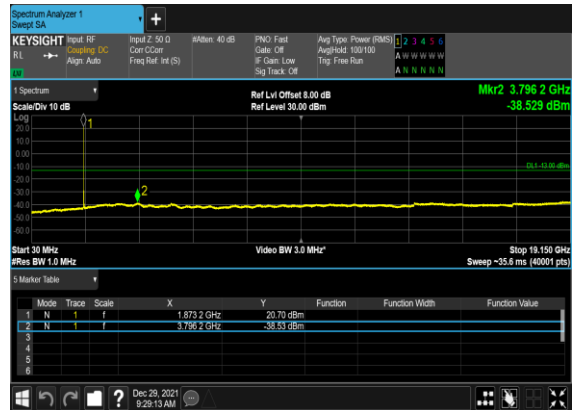 Spectrum Analyzer 1
Swept SA
KEYSIGHT
RL
Input: RF
Coupling: DC
Align: Auto
Input Z: 50 Ω
Corr CCorr
Freq Ref: Int (S)
#Atten: 40 dB
PNO: Fast
Gate: Off
IF Gain: Low
Sig Track: Off
Avg Type: Power (RMS)
Avg|Hold: 100/100
Trig: Free Run
1 2 3 4 5 6
A W W W W W
A N N N N N
1 Spectrum
Scale/Div 10 dB
Log
Ref Lvl Offset 8.00 dB
Ref Level 30.00 dBm
Mkr2 3.796 2 GHz
-38.529 dBm
1
20.0
10.0
0.00
-10.0
DL1 -13.00 dBm
-20.0
-30.0
2
-40.0
-50.0
-60.0
Start 30 MHz
#Res BW 1.0 MHz
Video BW 3.0 MHz*
Stop 19.150 GHz
Sweep ~35.6 ms (40001 pts)
5 Marker Table
Mode Trace Scale X Y Function Function Width Function Value
1 N 1 f 1.873 2 GHz 20.70 dBm
2 N 1 f 3.796 2 GHz -38.53 dBm
3
4
5
6
Dec 29, 2021
9:29:13 AM